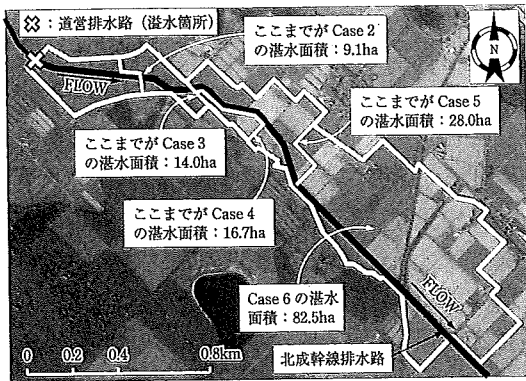 道営排水路（溢水箇所）
ここまでが Case 2
の湛水面積：9.1ha
N
FLOW
ここまでが Case 5
の湛水面積：28.0ha
ここまでが Case 3
の湛水面積：14.0ha
ここまでが Case 4
の湛水面積：16.7ha
Case 6 の湛水
面積：82.5ha
FLOW
北成幹線排水路
0 0.2 0.4 0.8km